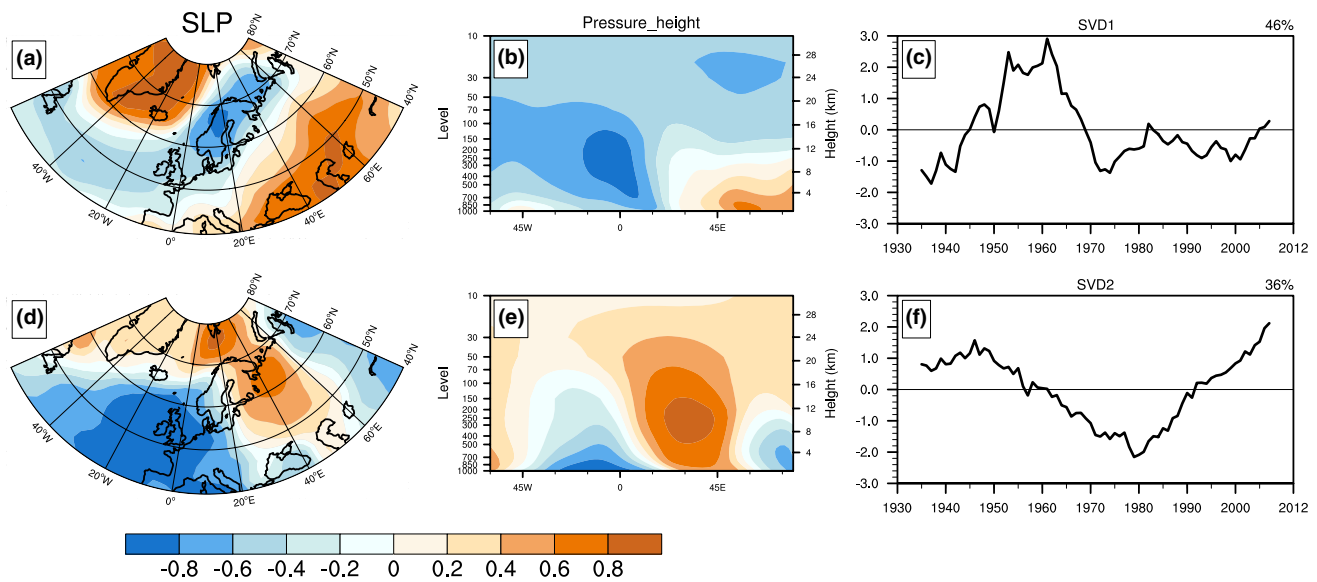 SLP
(a)
80°N
70°N
60°N
50°N
40°N
40°W
20°W
0°
20°E
40°E
60°E
Pressure_height
(b)
10
30
50
70
100
150
200
250
300
400
500
700
850
1000
Level
28
24
20
16
12
8
4
Height (km)
45W
0
45E
SVD1
46%
(c)
3.0
2.0
1.0
0.0
-1.0
-2.0
-3.0
1930
1940
1950
1960
1970
1980
1990
2000
2012
(d)
80°N
70°N
60°N
50°N
40°N
40°W
20°W
0°
20°E
40°E
60°E
(e)
10
30
50
70
100
150
200
250
300
400
500
700
850
1000
Level
28
24
20
16
12
8
4
Height (km)
45W
0
45E
SVD2
36%
(f)
3.0
2.0
1.0
0.0
-1.0
-2.0
-3.0
1930
1940
1950
1960
1970
1980
1990
2000
2012
-0.8 -0.6 -0.4 -0.2 0 0.2 0.4 0.6 0.8